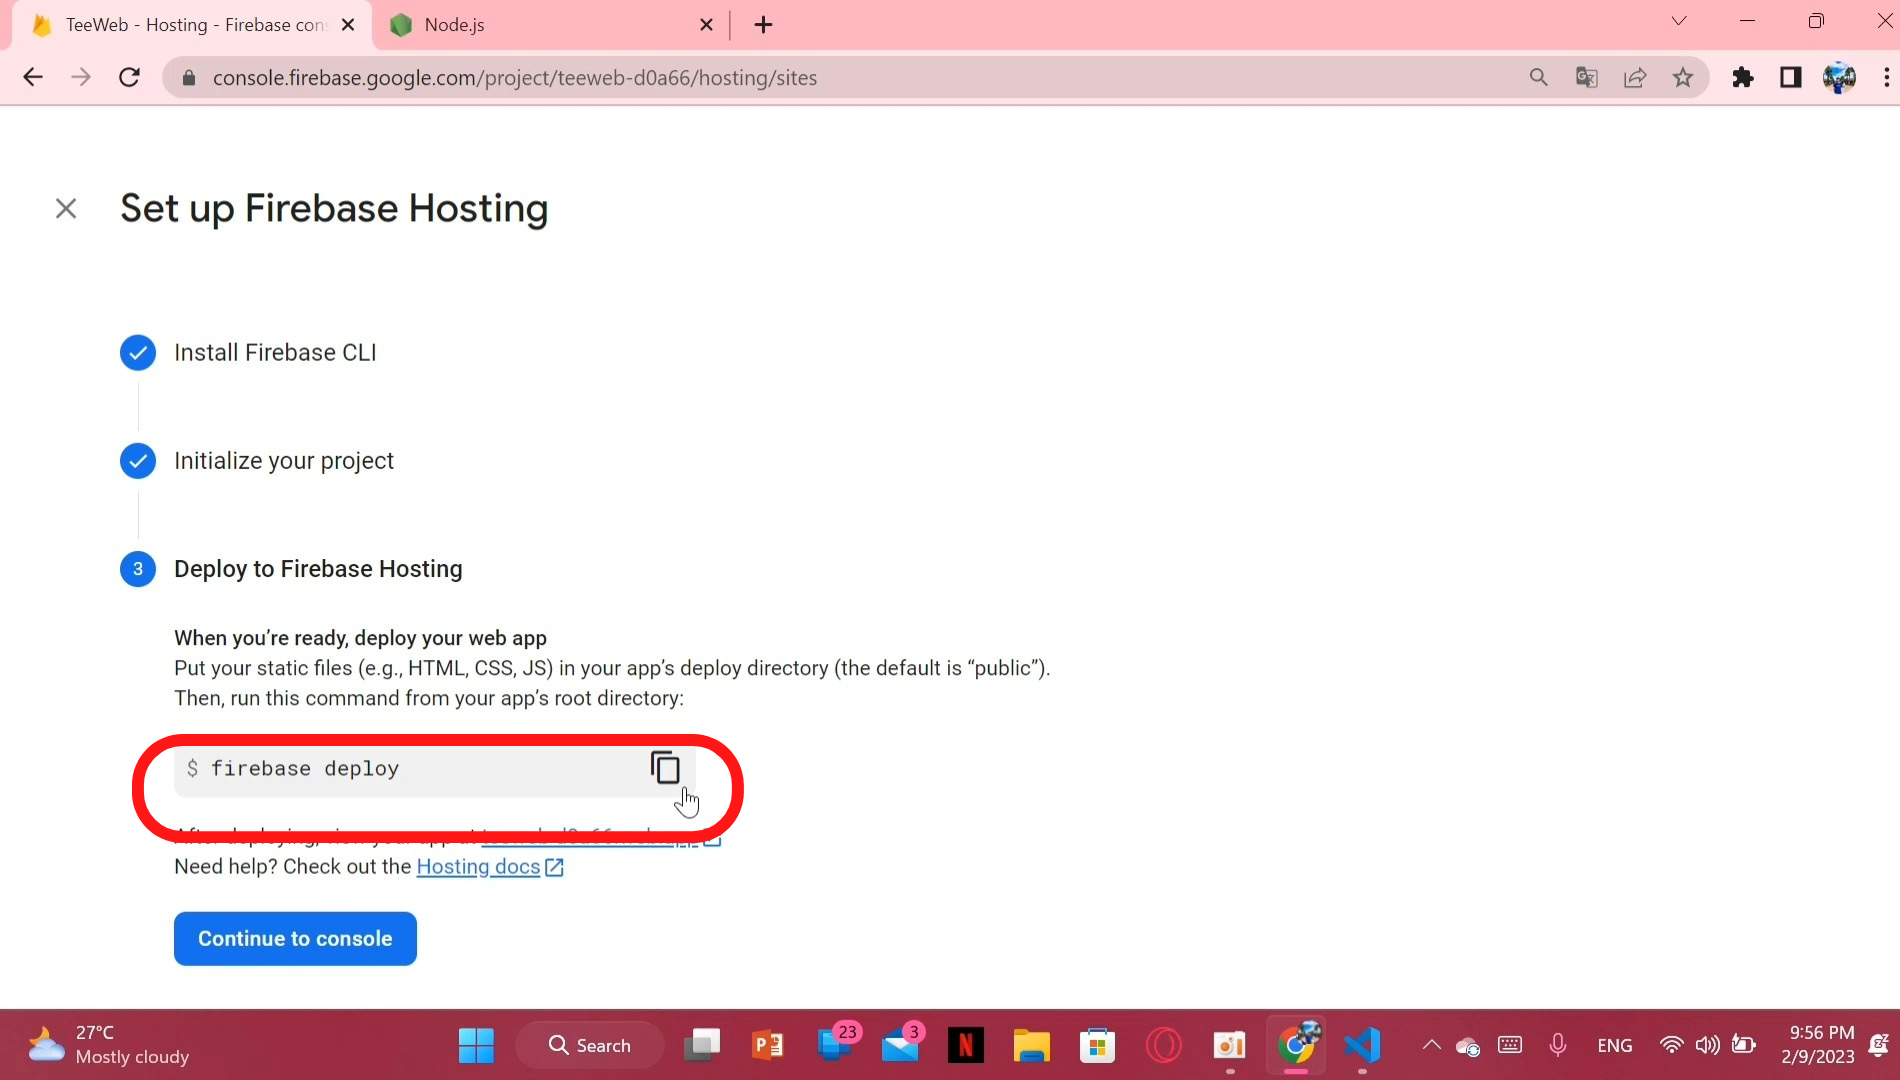 TeeWeb - Hosting - Firebase con
Node.js
console.firebase.google.com/project/teeweb-d0a66/hosting/sites
Set up Firebase Hosting
Install Firebase CLI
Initialize your project
3 Deploy to Firebase Hosting
When you’re ready, deploy your web app
Put your static files (e.g., HTML, CSS, JS) in your app’s deploy directory (the default is “public”).
Then, run this command from your app’s root directory:
$ firebase deploy
Need help? Check out the Hosting docs
Continue to console
27°C
Mostly cloudy
Search
23
3
ENG
9:56 PM
2/9/2023